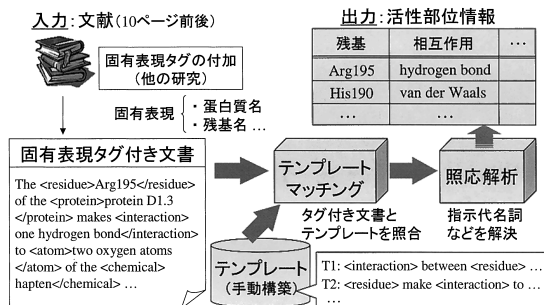 入力：文献(10ページ前後)
固有表現タグの付加
(他の研究)
固有表現
・蛋白質名
・残基名 …
固有表現タグ付き文書
The <residue>Arg195</residue>
of the <protein>protein D1.3
</protein> makes <interaction>
one hydrogen bond</interaction>
to <atom>two oxygen atoms
</atom> of the <chemical>
hapten</chemical> …
テンプレート
マッチング
タグ付き文書と
テンプレートを照合
テンプレート
(手動構築)
T1: <interaction> between <residue> …
T2: <residue> make <interaction> to …
…
照応解析
指示代名詞
などを解決
出力：活性部位情報
残基 相互作用 …
Arg195 hydrogen bond
His190 van der Waals
… …